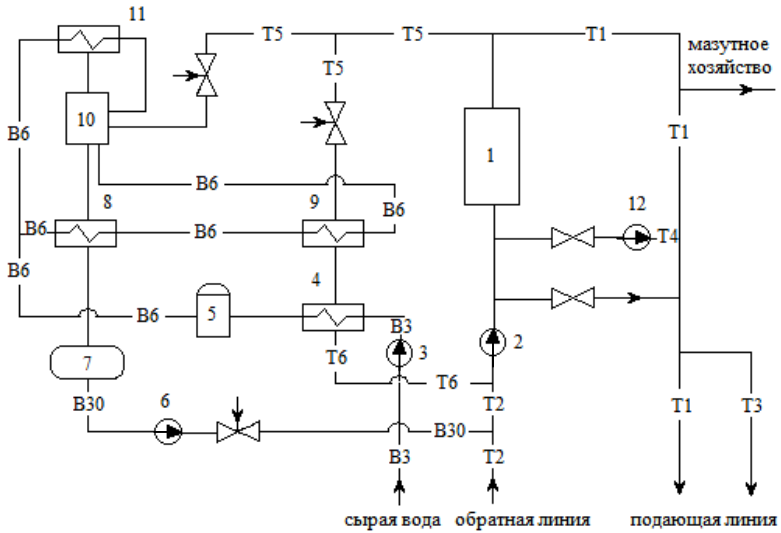 11
Т5
Т5
Т1
мазутное
хозяйство
Т5
10
В6
1
Т1
В6
8
9
В6
12
В6
В6
Т4
В6
4
В6
5
В3
7
Т6
3
2
Т6
В30
6
Т2
Т1
Т3
В30
В3
Т2
сырая вода
обратная линия
подающая линия